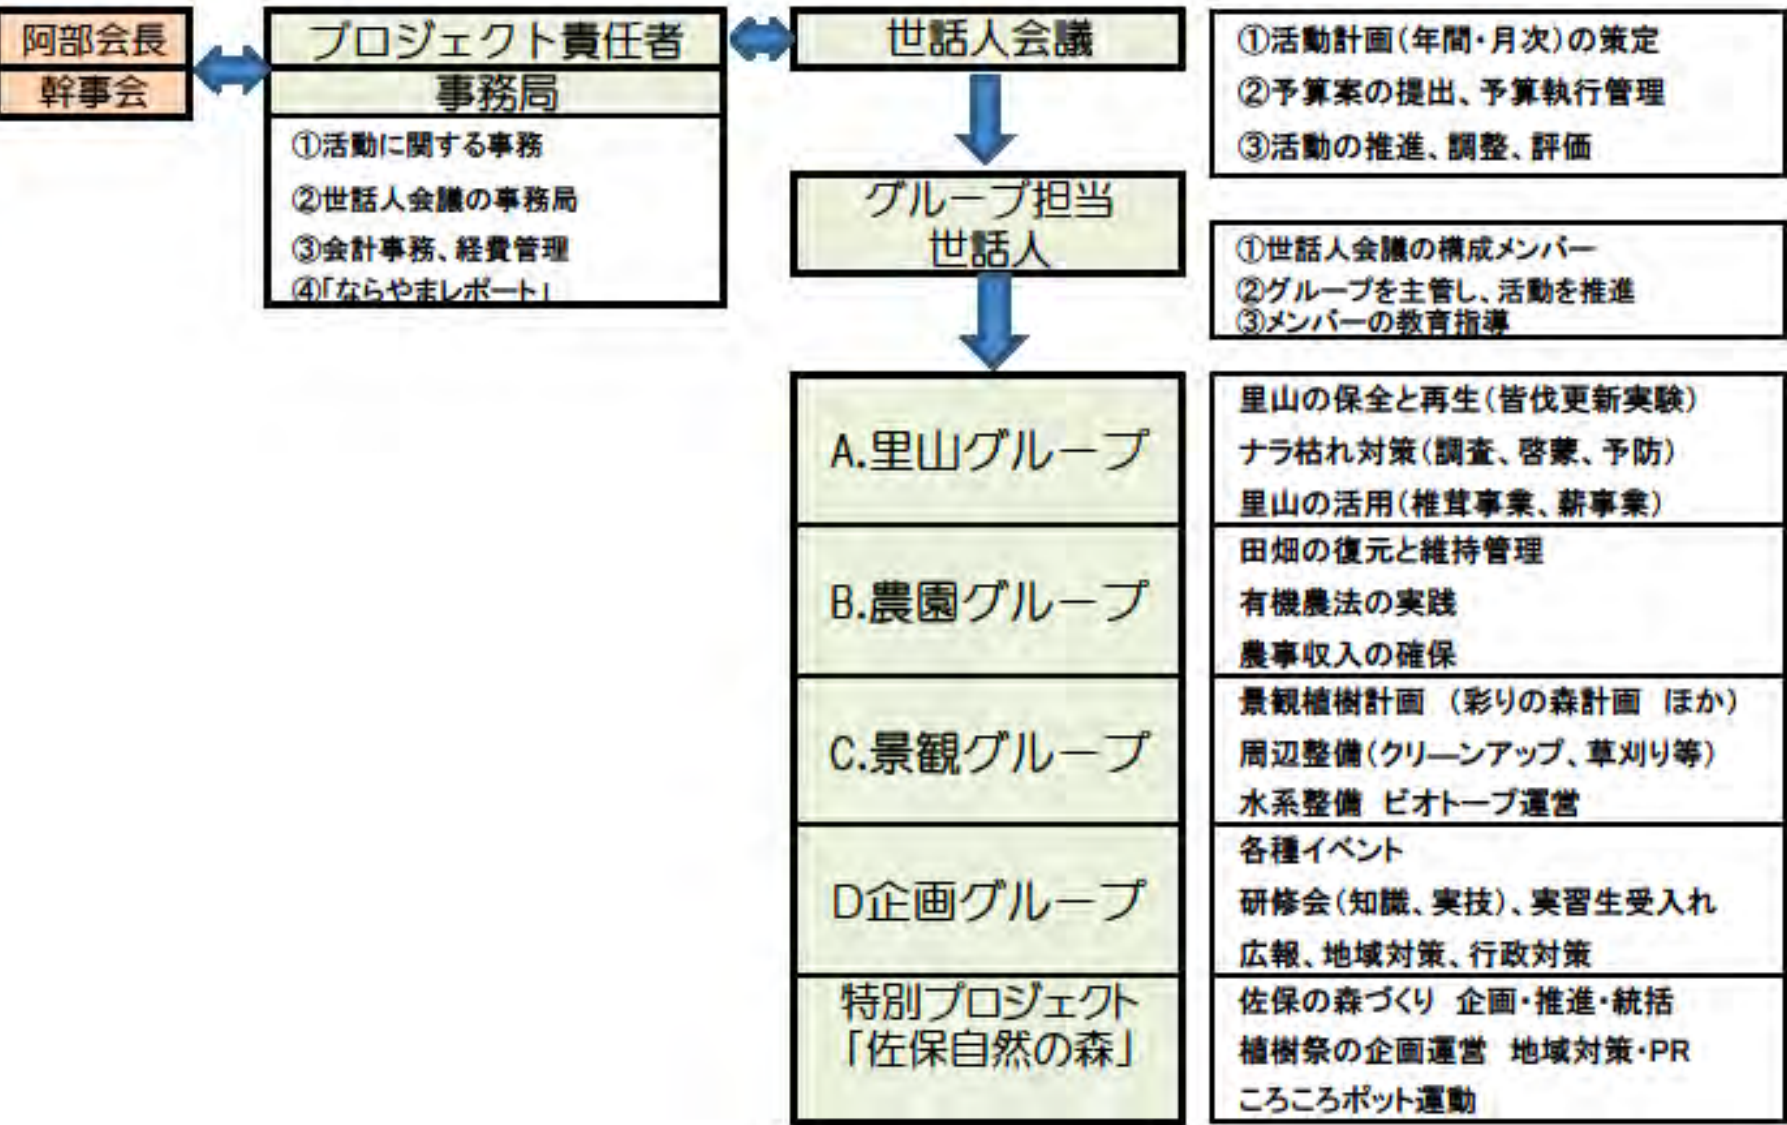 阿部会長
幹事会
プロジェクト責任者
事務局
①活動に関する事務
②世話人会議の事務局
③会計事務、経費管理
④「ならやまレポート」
世話人会議
①活動計画(年間・月次)の策定
②予算案の提出、予算執行管理
③活動の推進、調整、評価
グループ担当
世話人
①世話人会議の構成メンバー
②グループを主管し、活動を推進
③メンバーの教育指導
A.里山グループ
里山の保全と再生(皆伐更新実験)
ナラ枯れ対策(調査、啓蒙、予防)
里山の活用(椎茸事業、薪事業)
B.農園グループ
田畑の復元と維持管理
有機農法の実践
農事収入の確保
C.景観グループ
景観植樹計画 (彩りの森計画 ほか)
周辺整備(クリーンアップ、草刈り等)
水系整備 ビオトープ運営
D企画グループ
各種イベント
研修会(知識、実技)、実習生受入れ
広報、地域対策、行政対策
特別プロジェクト
「佐保自然の森」
佐保の森づくり 企画・推進・統括
植樹祭の企画運営 地域対策・PR
ころころポット運動